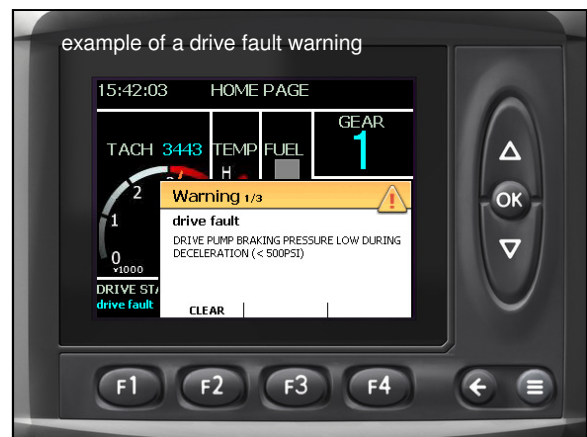 example of a drive fault warning
15:42:03 HOME PAGE
GEAR
1
TACH 3443 TEMP FUEL
H
2
1
0
x1000
Warning 1/3
drive fault
DRIVE PUMP BRAKING PRESSURE LOW DURING
DECELERATION (< 500PSI)
DRIVE STA
drive fault
CLEAR
OK
F1 F2 F3 F4